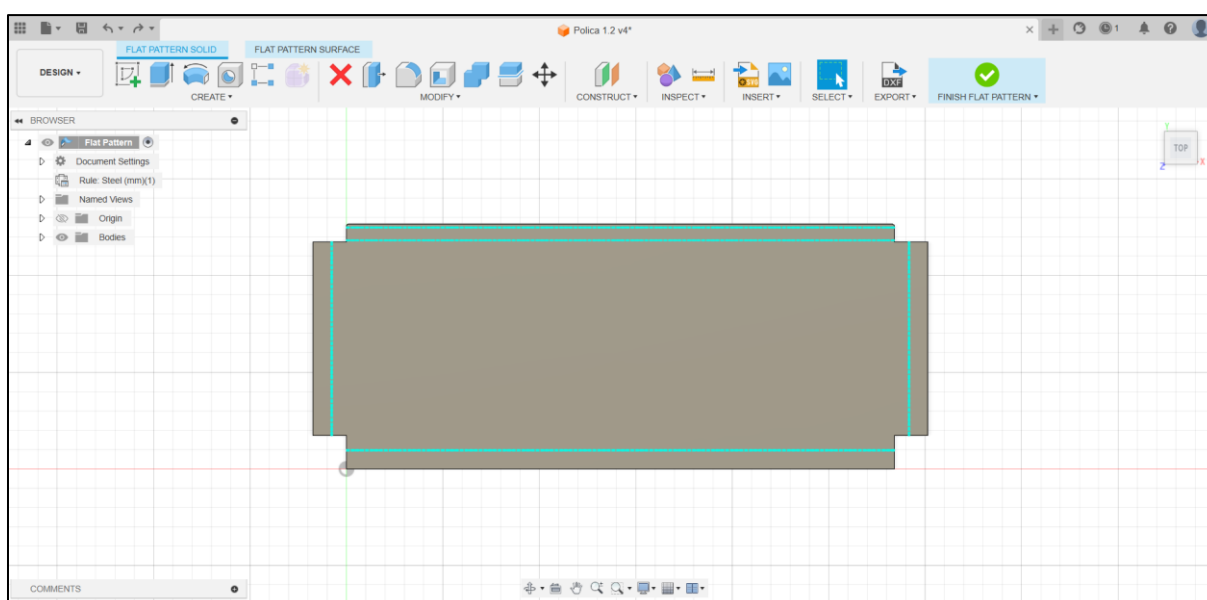 Polica 1.2 v4*
1
FLAT PATTERN SOLID
FLAT PATTERN SURFACE
DESIGN
CREATE
MODIFY
CONSTRUCT
INSPECT
INSERT
SELECT
DXF
EXPORT
FINISH FLAT PATTERN
BROWSER
Flat Pattern
Document Settings
Rule: Steel (mm)(1)
Named Views
Origin
Bodies
Y
TOP
X
Z
COMMENTS